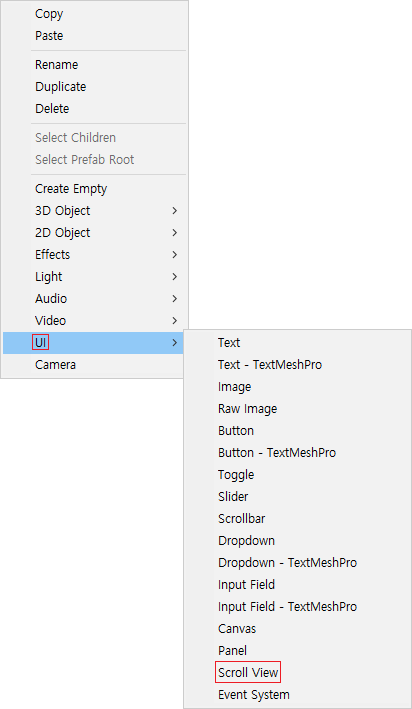 Copy
Paste
Rename
Duplicate
Delete
Select Children
Select Prefab Root
Create Empty
3D Object
2D Object
Effects
Light
Audio
Video
UI
Camera
Text
Text - TextMeshPro
Image
Raw Image
Button
Button - TextMeshPro
Toggle
Slider
Scrollbar
Dropdown
Dropdown - TextMeshPro
Input Field
Input Field - TextMeshPro
Canvas
Panel
Scroll View
Event System